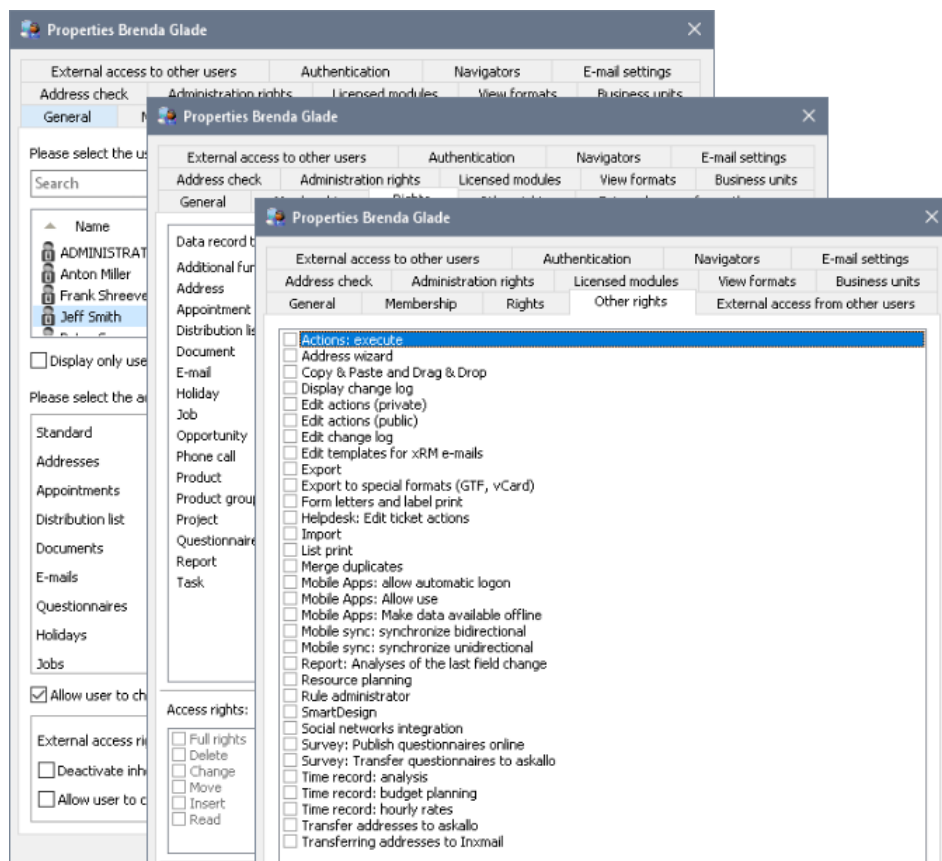 Properties Brenda Glade
External access to other users Authentication Navigators E-mail settings
Address check Administration rights Licensed modules View formats Business units
General
Please select the us
Search
Name
ADMINISTRAT
Anton Miller
Frank Shreeve
Jeff Smith
Display only use
Please select the a
Standard
Addresses
Appointments
Distribution list
Documents
E-mails
Questionnaires
Holidays
Jobs
Allow user to ch
External access ri
Deactivate inh
Allow user to c
Properties Brenda Glade
External access to other users Authentication Navigators E-mail settings
Address check Administration rights Licensed modules View formats Business units
General Rights
Data record t
Additional fun
Address
Appointment
Distribution lis
Document
E-mail
Holiday
Job
Opportunity
Phone call
Product
Product group
Project
Questionnaire
Report
Task
Access rights:
Full rights
Delete
Change
Move
Insert
Read
Properties Brenda Glade
External access to other users Authentication Navigators E-mail settings
Address check Administration rights Licensed modules View formats Business units
General Membership Rights Other rights External access from other users
Actions: execute
Address wizard
Copy & Paste and Drag & Drop
Display change log
Edit actions (private)
Edit actions (public)
Edit change log
Edit templates for xRM e-mails
Export
Export to special formats (GTF, vCard)
Form letters and label print
Helpdesk: Edit ticket actions
Import
List print
Merge duplicates
Mobile Apps: allow automatic logon
Mobile Apps: Allow use
Mobile Apps: Make data available offline
Mobile sync: synchronize bidirectional
Mobile sync: synchronize unidirectional
Report: Analyses of the last field change
Resource planning
Rule administrator
SmartDesign
Social networks integration
Survey: Publish questionnaires online
Survey: Transfer questionnaires to askallo
Time record: analysis
Time record: budget planning
Time record: hourly rates
Transfer addresses to askallo
Transferring addresses to Inxmail